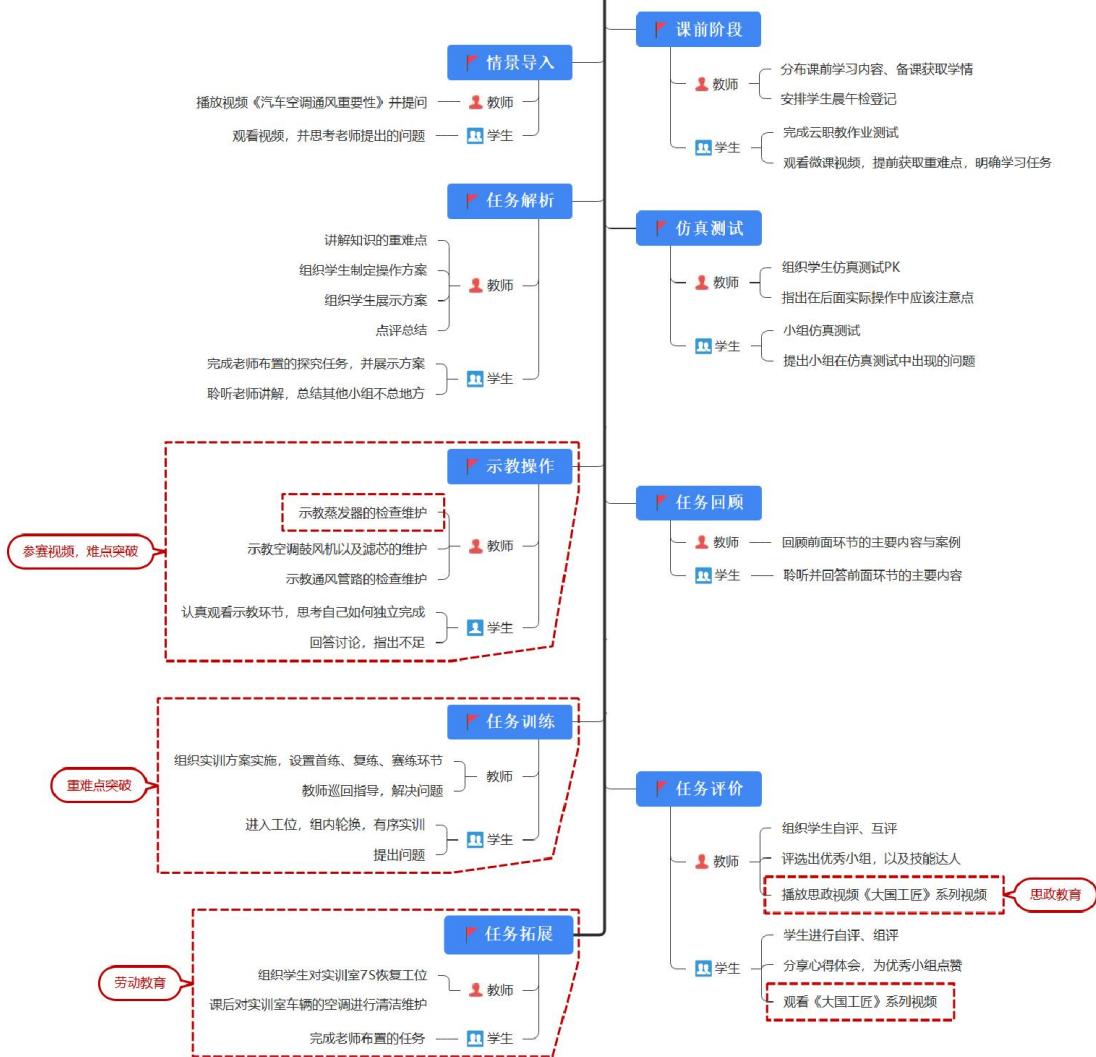 课前阶段
教师
分布课前学习内容、备课获取学情
安排学生晨午检登记
学生
完成云职教作业测试
观看微课视频，提前获取重难点，明确学习任务
情景导入
播放视频《汽车空调通风重要性》并提问
教师
观看视频，并思考老师提出的问题
学生
任务解析
讲解知识的重难点
组织学生制定操作方案
组织学生展示方案
点评总结
教师
完成老师布置的探究任务，并展示方案
聆听老师讲解，总结其他小组不总地方
学生
仿真测试
教师
组织学生仿真测试PK
指出在后面实际操作中应该注意点
学生
小组仿真测试
提出小组在仿真测试中出现的问题
示教操作
示教蒸发器的检查维护
示教空调鼓风机以及滤芯的维护
示教通风管路的检查维护
教师
认真观看示教环节，思考自己如何独立完成
回答讨论，指出不足
学生
参赛视频，难点突破
任务回顾
教师
回顾前面环节的主要内容与案例
学生
聆听并回答前面环节的主要内容
任务训练
组织实训方案实施，设置首练、复练、赛练环节
教师巡回指导，解决问题
教师
进入工位，组内轮换，有序实训
提出问题
学生
重难点突破
任务评价
教师
组织学生自评、互评
评选出优秀小组，以及技能达人
播放思政视频《大国工匠》系列视频
思政教育
学生
学生进行自评、组评
分享心得体会，为优秀小组点赞
观看《大国工匠》系列视频
任务拓展
组织学生对实训室7S恢复工位
课后对实训室车辆的空调进行清洁维护
教师
完成老师布置的任务
学生
劳动教育